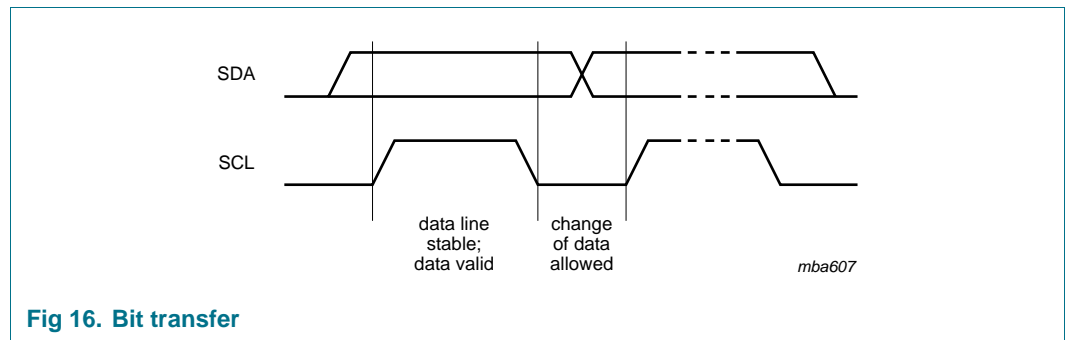 SDA
SCL
data line
stable;
data valid
change
of data
allowed
mba607
Fig 16. Bit transfer